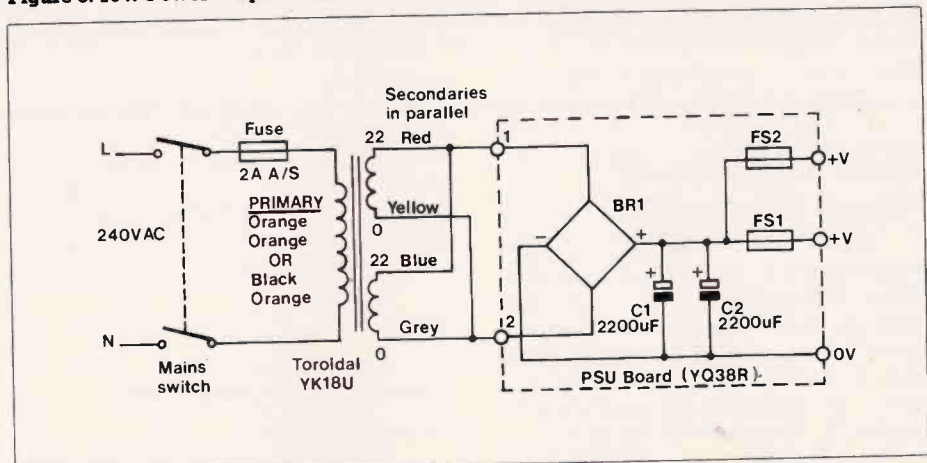 Secondaries
in parallel
L
Fuse
2A A/S
22 Red
1
FS2
+V
PRIMARY
Orange
Orange
OR
Black
Orange
240VAC
Yellow
0
BR1
-
+
FS1
+V
22 Blue
+
+
C1
2200uF
C2
2200uF
Grey
0
2
N
Mains
switch
Toroidal
YK18U
0V
PSU Board (YQ38R)